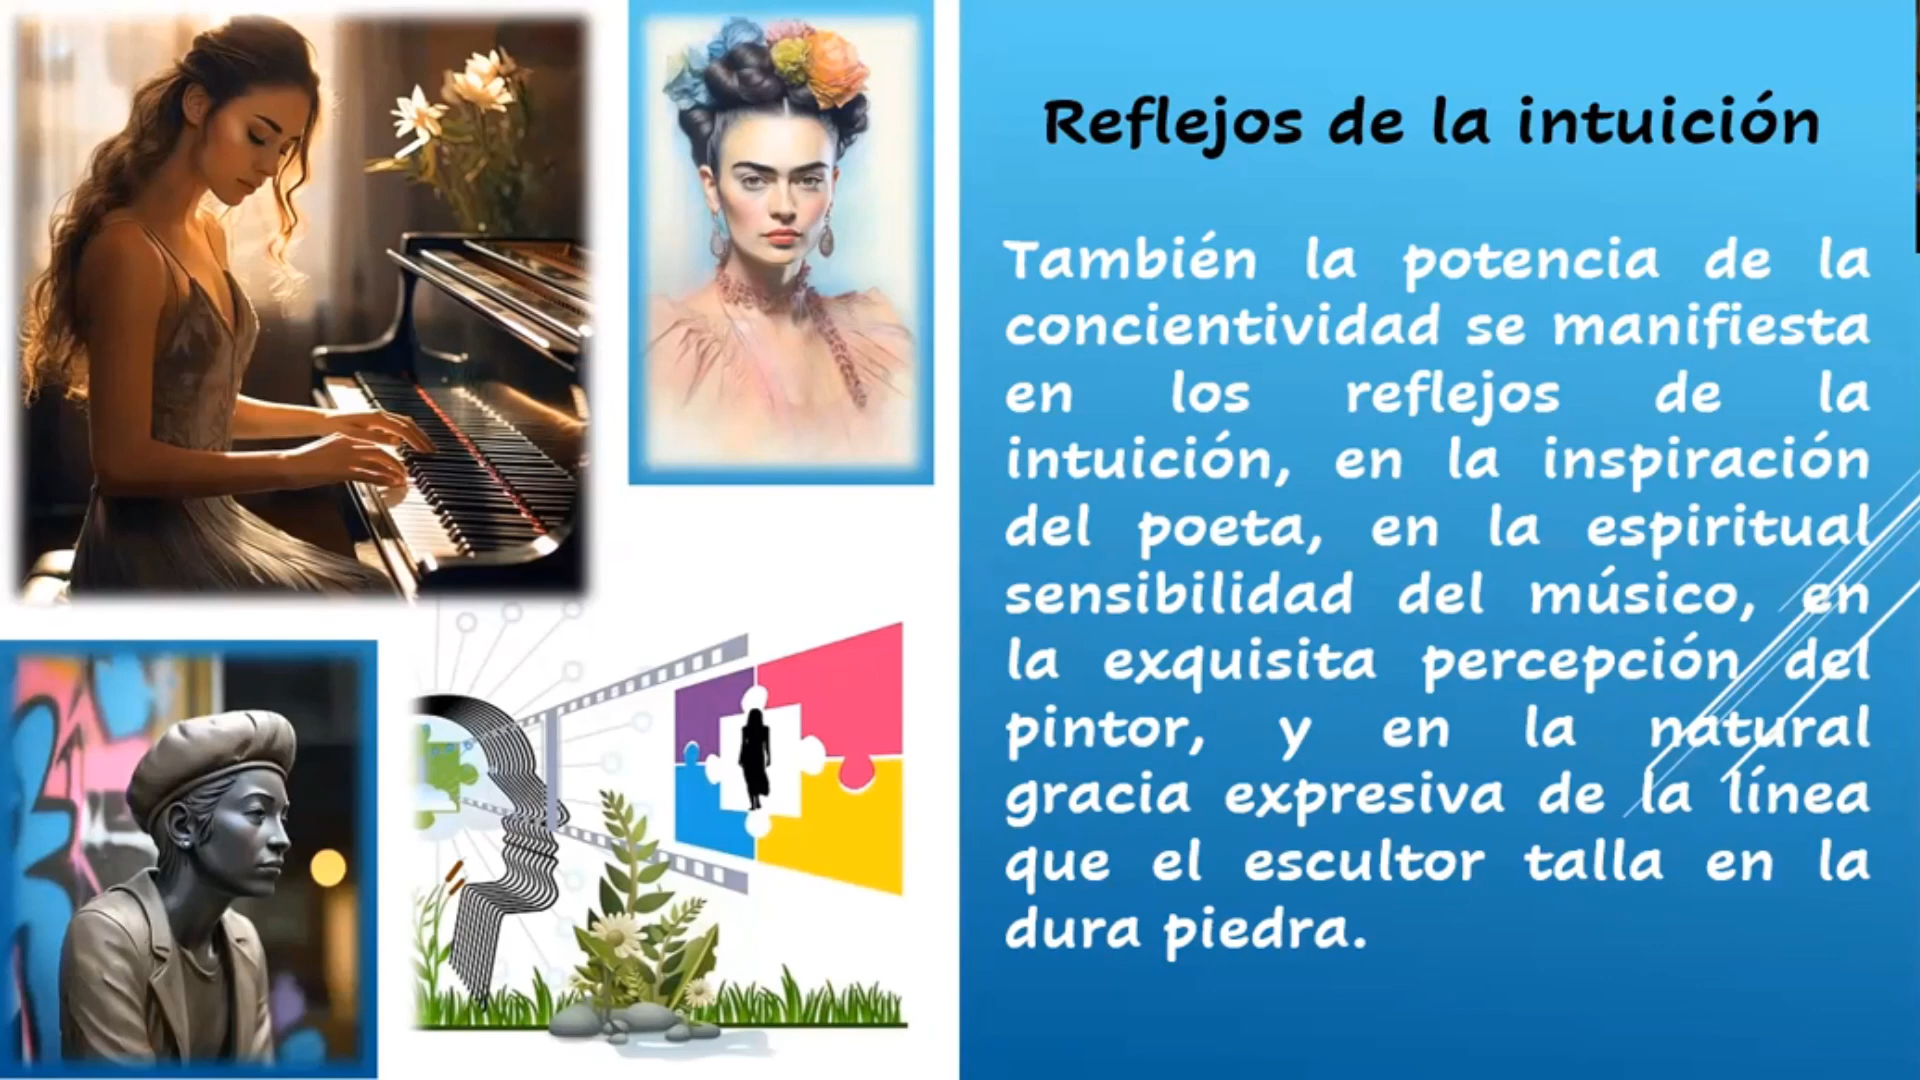 Reflejos de la intuición
También la potencia de la
concientividad se manifiesta
en los reflejos de la
intuición, en la inspiración
del poeta, en la espiritual
sensibilidad del músico, en
la exquisita percepción del
pintor, y en la natural
gracia expresiva de la línea
que el escultor talla en la
dura piedra.